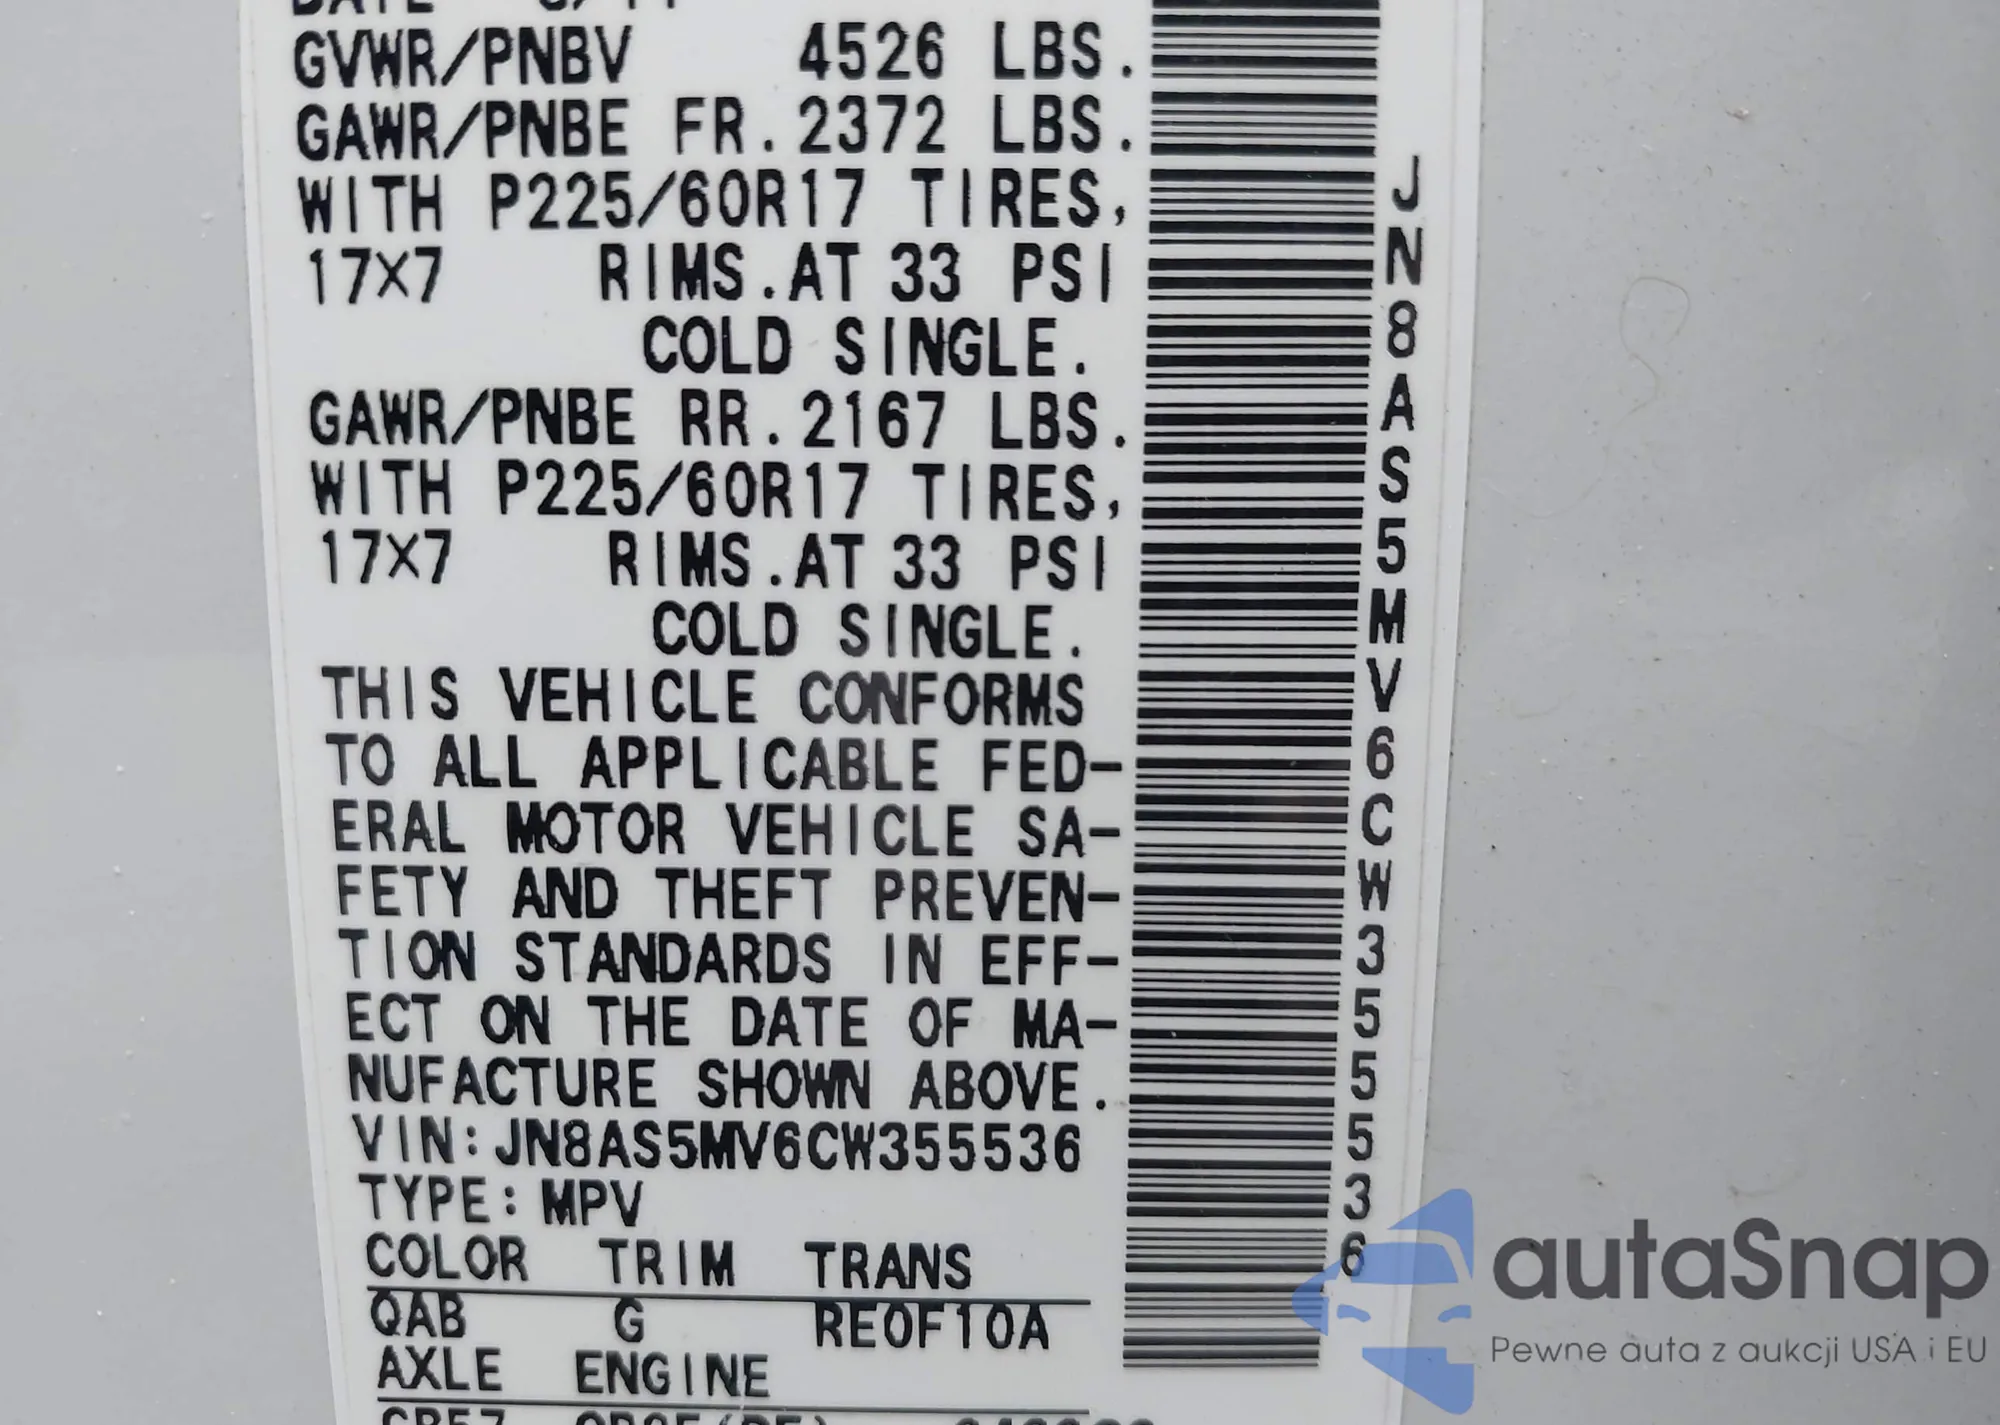 DATE
GVWR/PNBV 4526 LBS.
GAWR/PNBE FR. 2372 LBS.
WITH P225/60R17 TIRES,
17X7 RIMS.AT 33 PSI
COLD SINGLE.
GAWR/PNBE RR. 2167 LBS.
WITH P225/60R17 TIRES,
17X7 RIMS.AT 33 PSI
COLD SINGLE.
THIS VEHICLE CONFORMS
TO ALL APPLICABLE FED-
ERAL MOTOR VEHICLE SA-
FETY AND THEFT PREVEN-
TION STANDARDS IN EFF-
ECT ON THE DATE OF MA-
NUFACTURE SHOWN ABOVE.
VIN:JN8AS5MV6CW355536
TYPE:MPV
COLOR TRIM TRANS
QAB G RE0F10A
AXLE ENGINE
JN8AS5MV6CW355536
autaSnap
Pewne auta z aukcji USA i EU